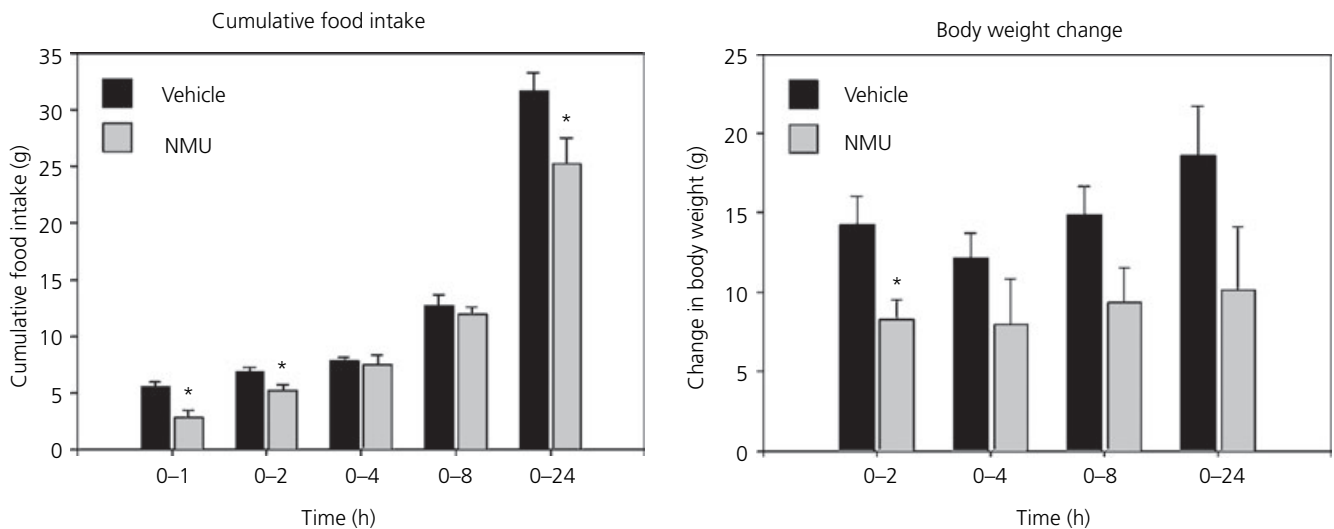 Cumulative food intake
Cumulative food intake (g)
35
30
25
20
15
10
5
0
Vehicle
NMU
*
*
*
0–1
0–2
0–4
0–8
0–24
Time (h)
Body weight change
Change in body weight (g)
25
20
15
10
5
0
Vehicle
NMU
*
0–2
0–4
0–8
0–24
Time (h)